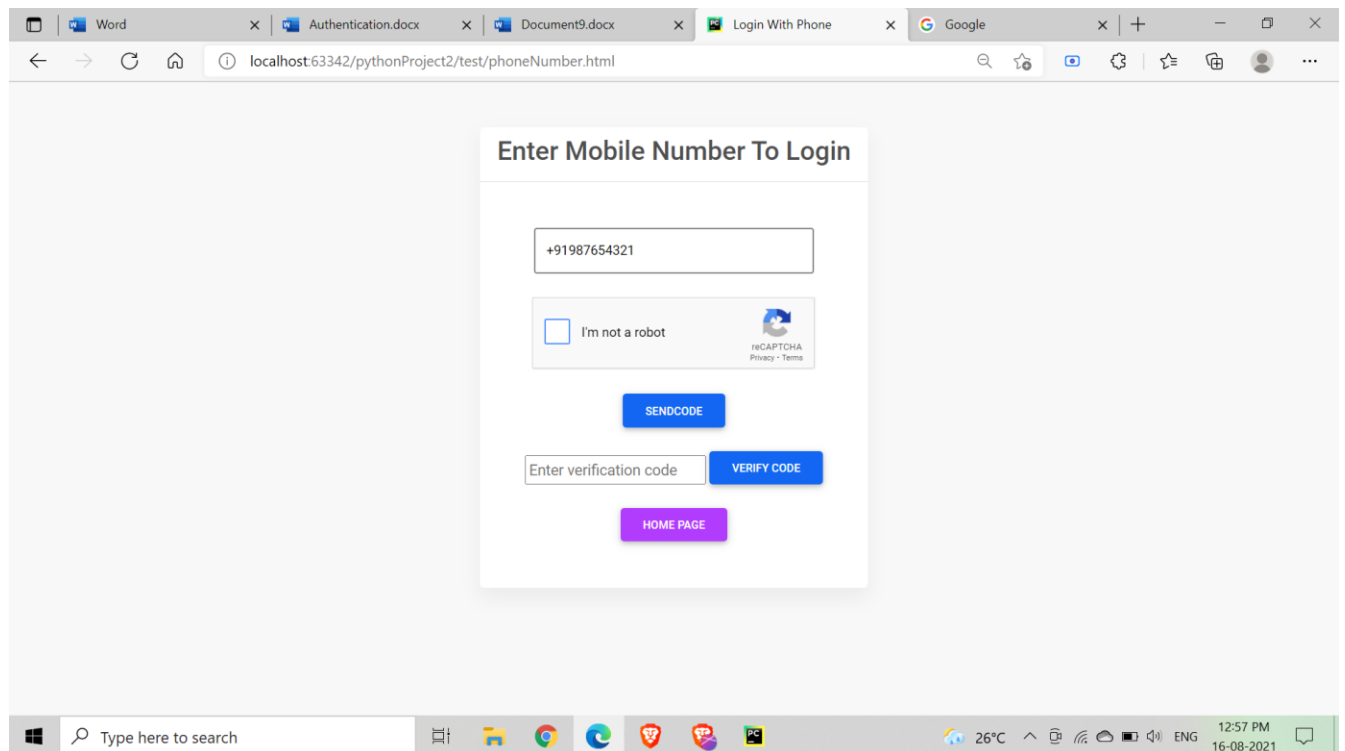 Word
Authentication.docx
Document9.docx
Login With Phone
Google
localhost:63342/pythonProject2/test/phoneNumber.html
Enter Mobile Number To Login
+91987654321
I'm not a robot
reCAPTCHA
Privacy - Terms
SENDCODE
Enter verification code
VERIFY CODE
HOME PAGE
Type here to search
26°C
ENG
12:57 PM
16-08-2021